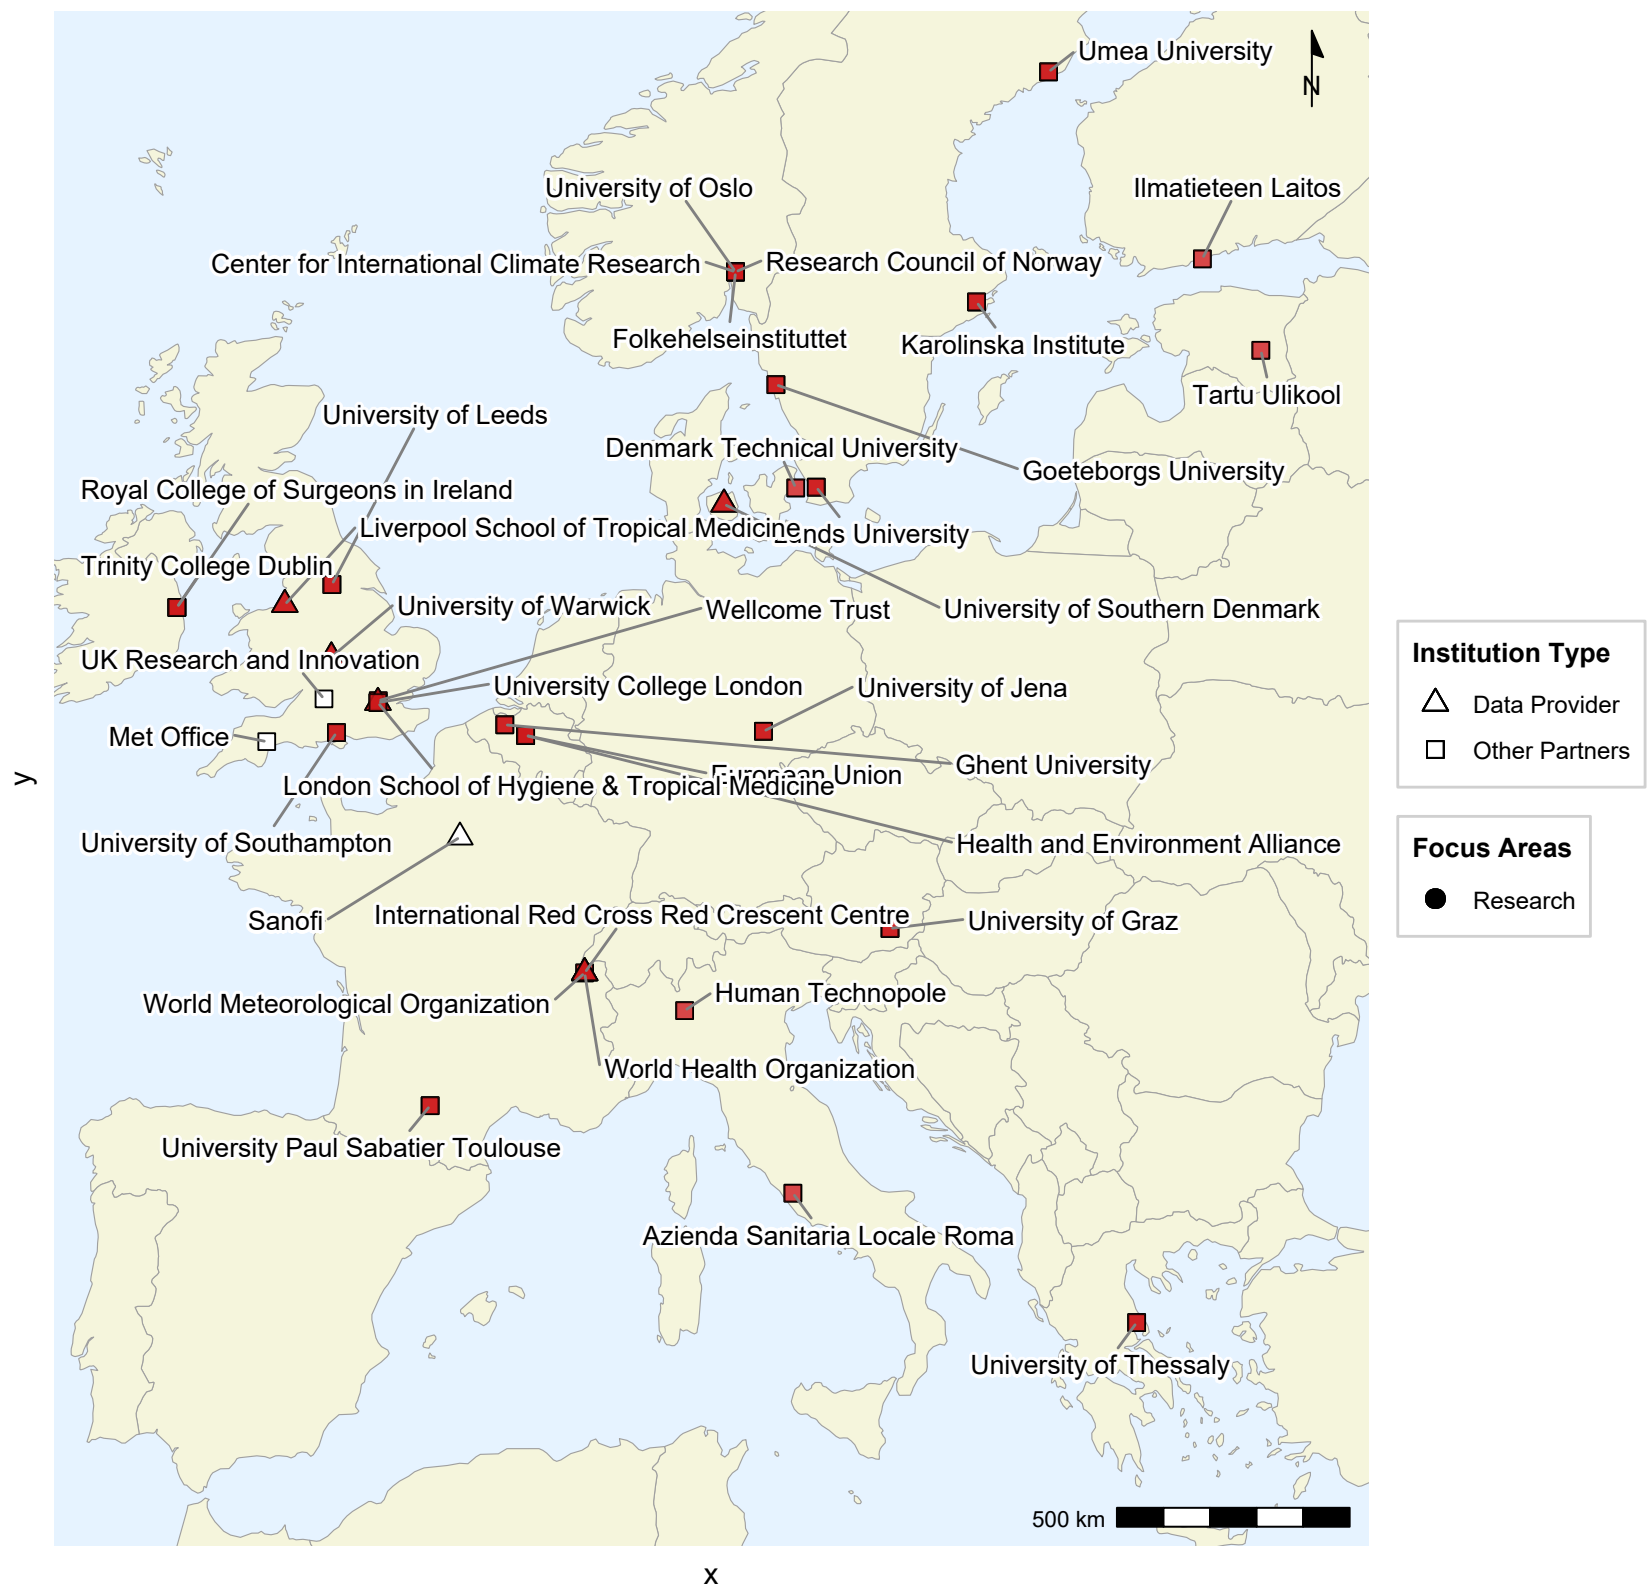 Umea University
N
University of Oslo
Ilmatieteen Laitos
Center for International Climate Research
Research Council of Norway
Folkehelseinstituttet
Karolinska Institute
Tartu Ulikool
University of Leeds
Denmark Technical University
Goeteborgs University
Royal College of Surgeons in Ireland
Liverpool School of Tropical Medicine
University
Trinity College Dublin
University of Warwick
Wellcome Trust
University of Southern Denmark
UK Research and Innovation
University College London
University of Jena
Met Office
Ghent University
European Union
London School of Hygiene & Tropical Medicine
University of Southampton
Health and Environment Alliance
Sanofi
International Red Cross Red Crescent Centre
University of Graz
World Meteorological Organization
Human Technopole
World Health Organization
University Paul Sabatier Toulouse
Azienda Sanitaria Locale Roma
University of Thessaly
500 km
x
y
Institution Type
Data Provider
Other Partners
Focus Areas
Research